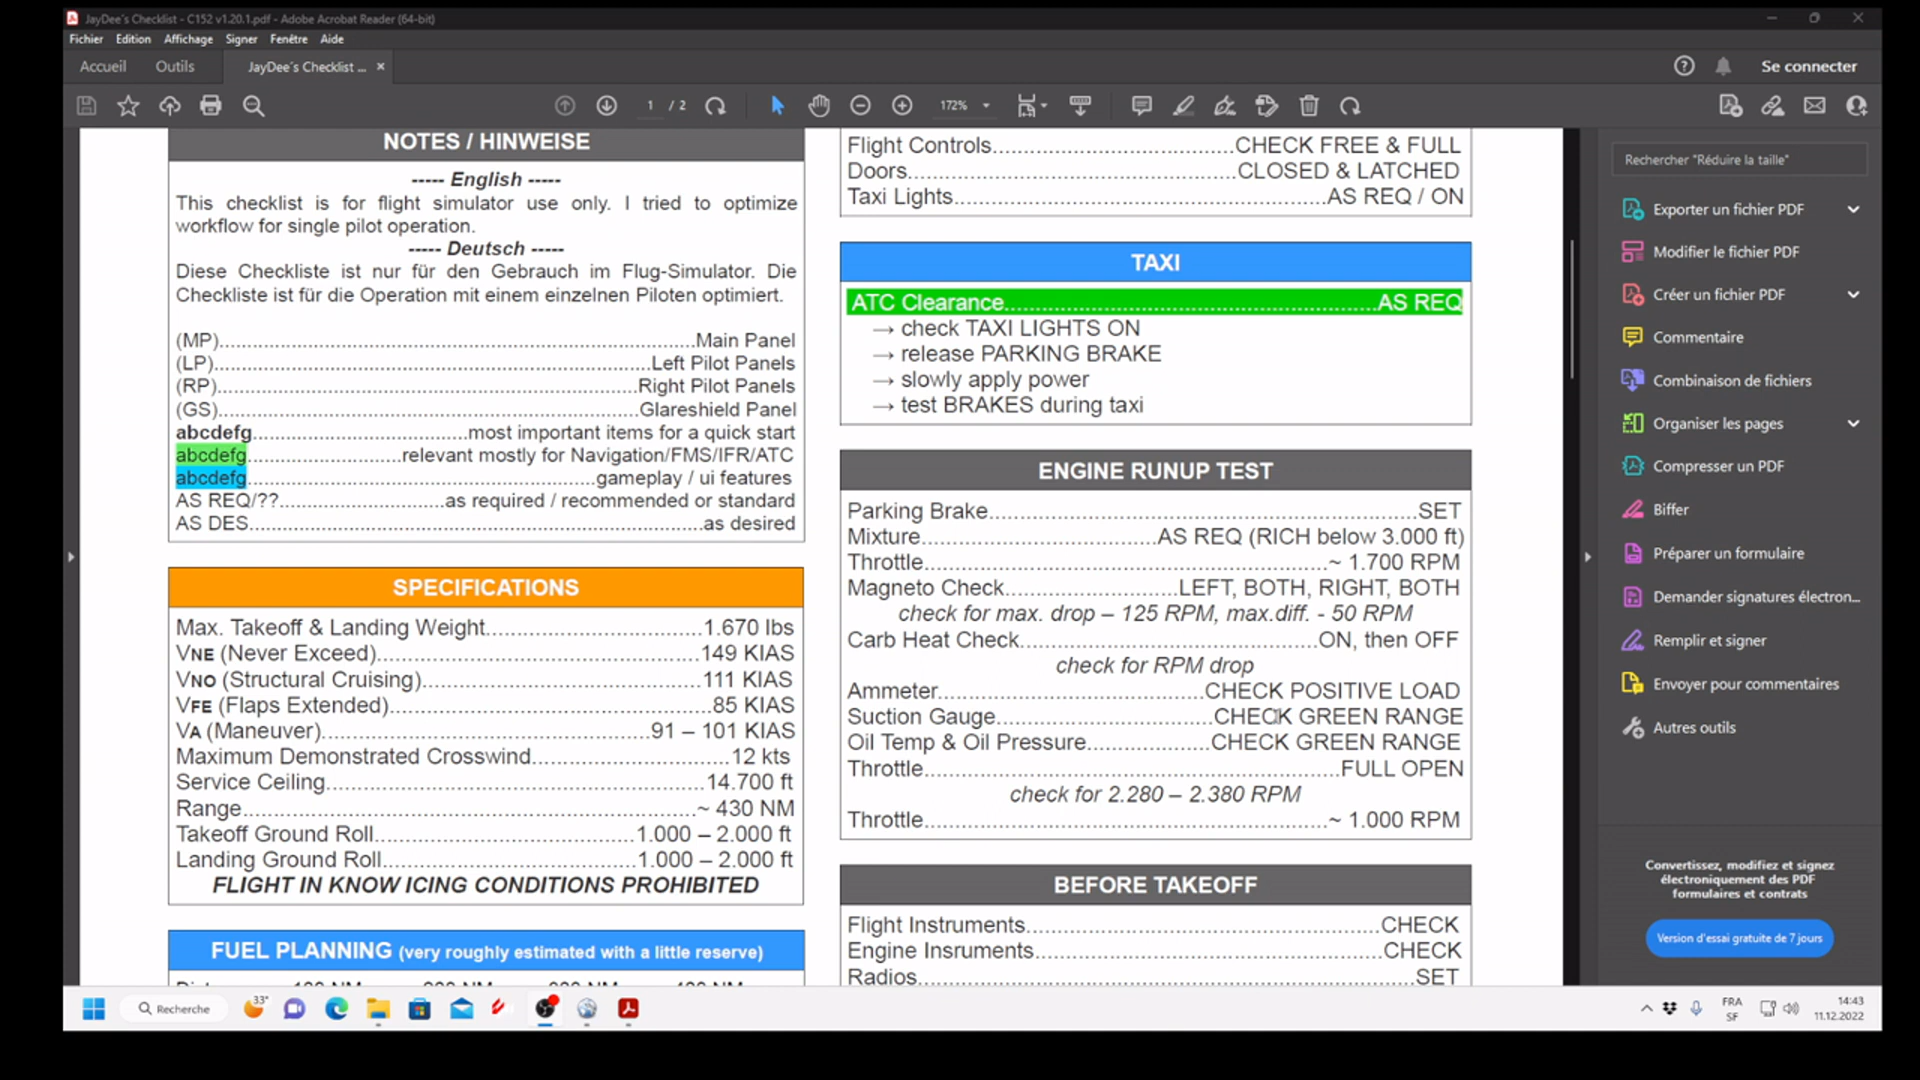 JayDee´s Checklist - C152 v1.20.1.pdf - Adobe Acrobat Reader (64-bit)
Fichier Edition Affichage Signer Fenêtre Aide
Accueil Outils JayDee´s Checklist ... ×
Se connecter
1 / 2 172%
NOTES / HINWEISE
----- English -----
This checklist is for flight simulator use only. I tried to optimize
workflow for single pilot operation.
----- Deutsch -----
Diese Checkliste ist nur für den Gebrauch im Flug-Simulator. Die
Checkliste ist für die Operation mit einem einzelnen Piloten optimiert.
(MP)....................Main Panel
(LP)....................Left Pilot Panels
(RP)....................Right Pilot Panels
(GS)....................Glareshield Panel
abcdefg....................most important items for a quick start
abcdefg....................relevant mostly for Navigation/FMS/IFR/ATC
abcdefg....................gameplay / ui features
AS REQ/??....................as required / recommended or standard
AS DES....................as desired
SPECIFICATIONS
Max. Takeoff & Landing Weight....................1.670 lbs
VNE (Never Exceed)....................149 KIAS
VNO (Structural Cruising)....................111 KIAS
VFE (Flaps Extended)....................85 KIAS
VA (Maneuver)....................91 – 101 KIAS
Maximum Demonstrated Crosswind....................12 kts
Service Ceiling....................14.700 ft
Range....................~ 430 NM
Takeoff Ground Roll....................1.000 – 2.000 ft
Landing Ground Roll....................1.000 – 2.000 ft
FLIGHT IN KNOW ICING CONDITIONS PROHIBITED
FUEL PLANNING (very roughly estimated with a little reserve)
Flight Controls....................CHECK FREE & FULL
Doors....................CLOSED & LATCHED
Taxi Lights....................AS REQ / ON
TAXI
ATC Clearance....................AS REQ
→ check TAXI LIGHTS ON
→ release PARKING BRAKE
→ slowly apply power
→ test BRAKES during taxi
ENGINE RUNUP TEST
Parking Brake....................SET
Mixture....................AS REQ (RICH below 3.000 ft)
Throttle....................~ 1.700 RPM
Magneto Check....................LEFT, BOTH, RIGHT, BOTH
check for max. drop – 125 RPM, max.diff. - 50 RPM
Carb Heat Check....................ON, then OFF
check for RPM drop
Ammeter....................CHECK POSITIVE LOAD
Suction Gauge....................CHECK GREEN RANGE
Oil Temp & Oil Pressure....................CHECK GREEN RANGE
Throttle....................FULL OPEN
check for 2.280 – 2.380 RPM
Throttle....................~ 1.000 RPM
BEFORE TAKEOFF
Flight Instruments....................CHECK
Engine Insruments....................CHECK
Radios....................SET
Rechercher "Réduire la taille"
Exporter un fichier PDF
Modifier le fichier PDF
Créer un fichier PDF
Commentaire
Combinaison de fichiers
Organiser les pages
Compresser un PDF
Biffer
Préparer un formulaire
Demander signatures électron...
Remplir et signer
Envoyer pour commentaires
Autres outils
Convertissez, modifiez et signez
électroniquement des PDF
formulaires et contrats
Version d'essai gratuite de 7 jours
Recherche
33°
FRA
SF
14:43
11.12.2022